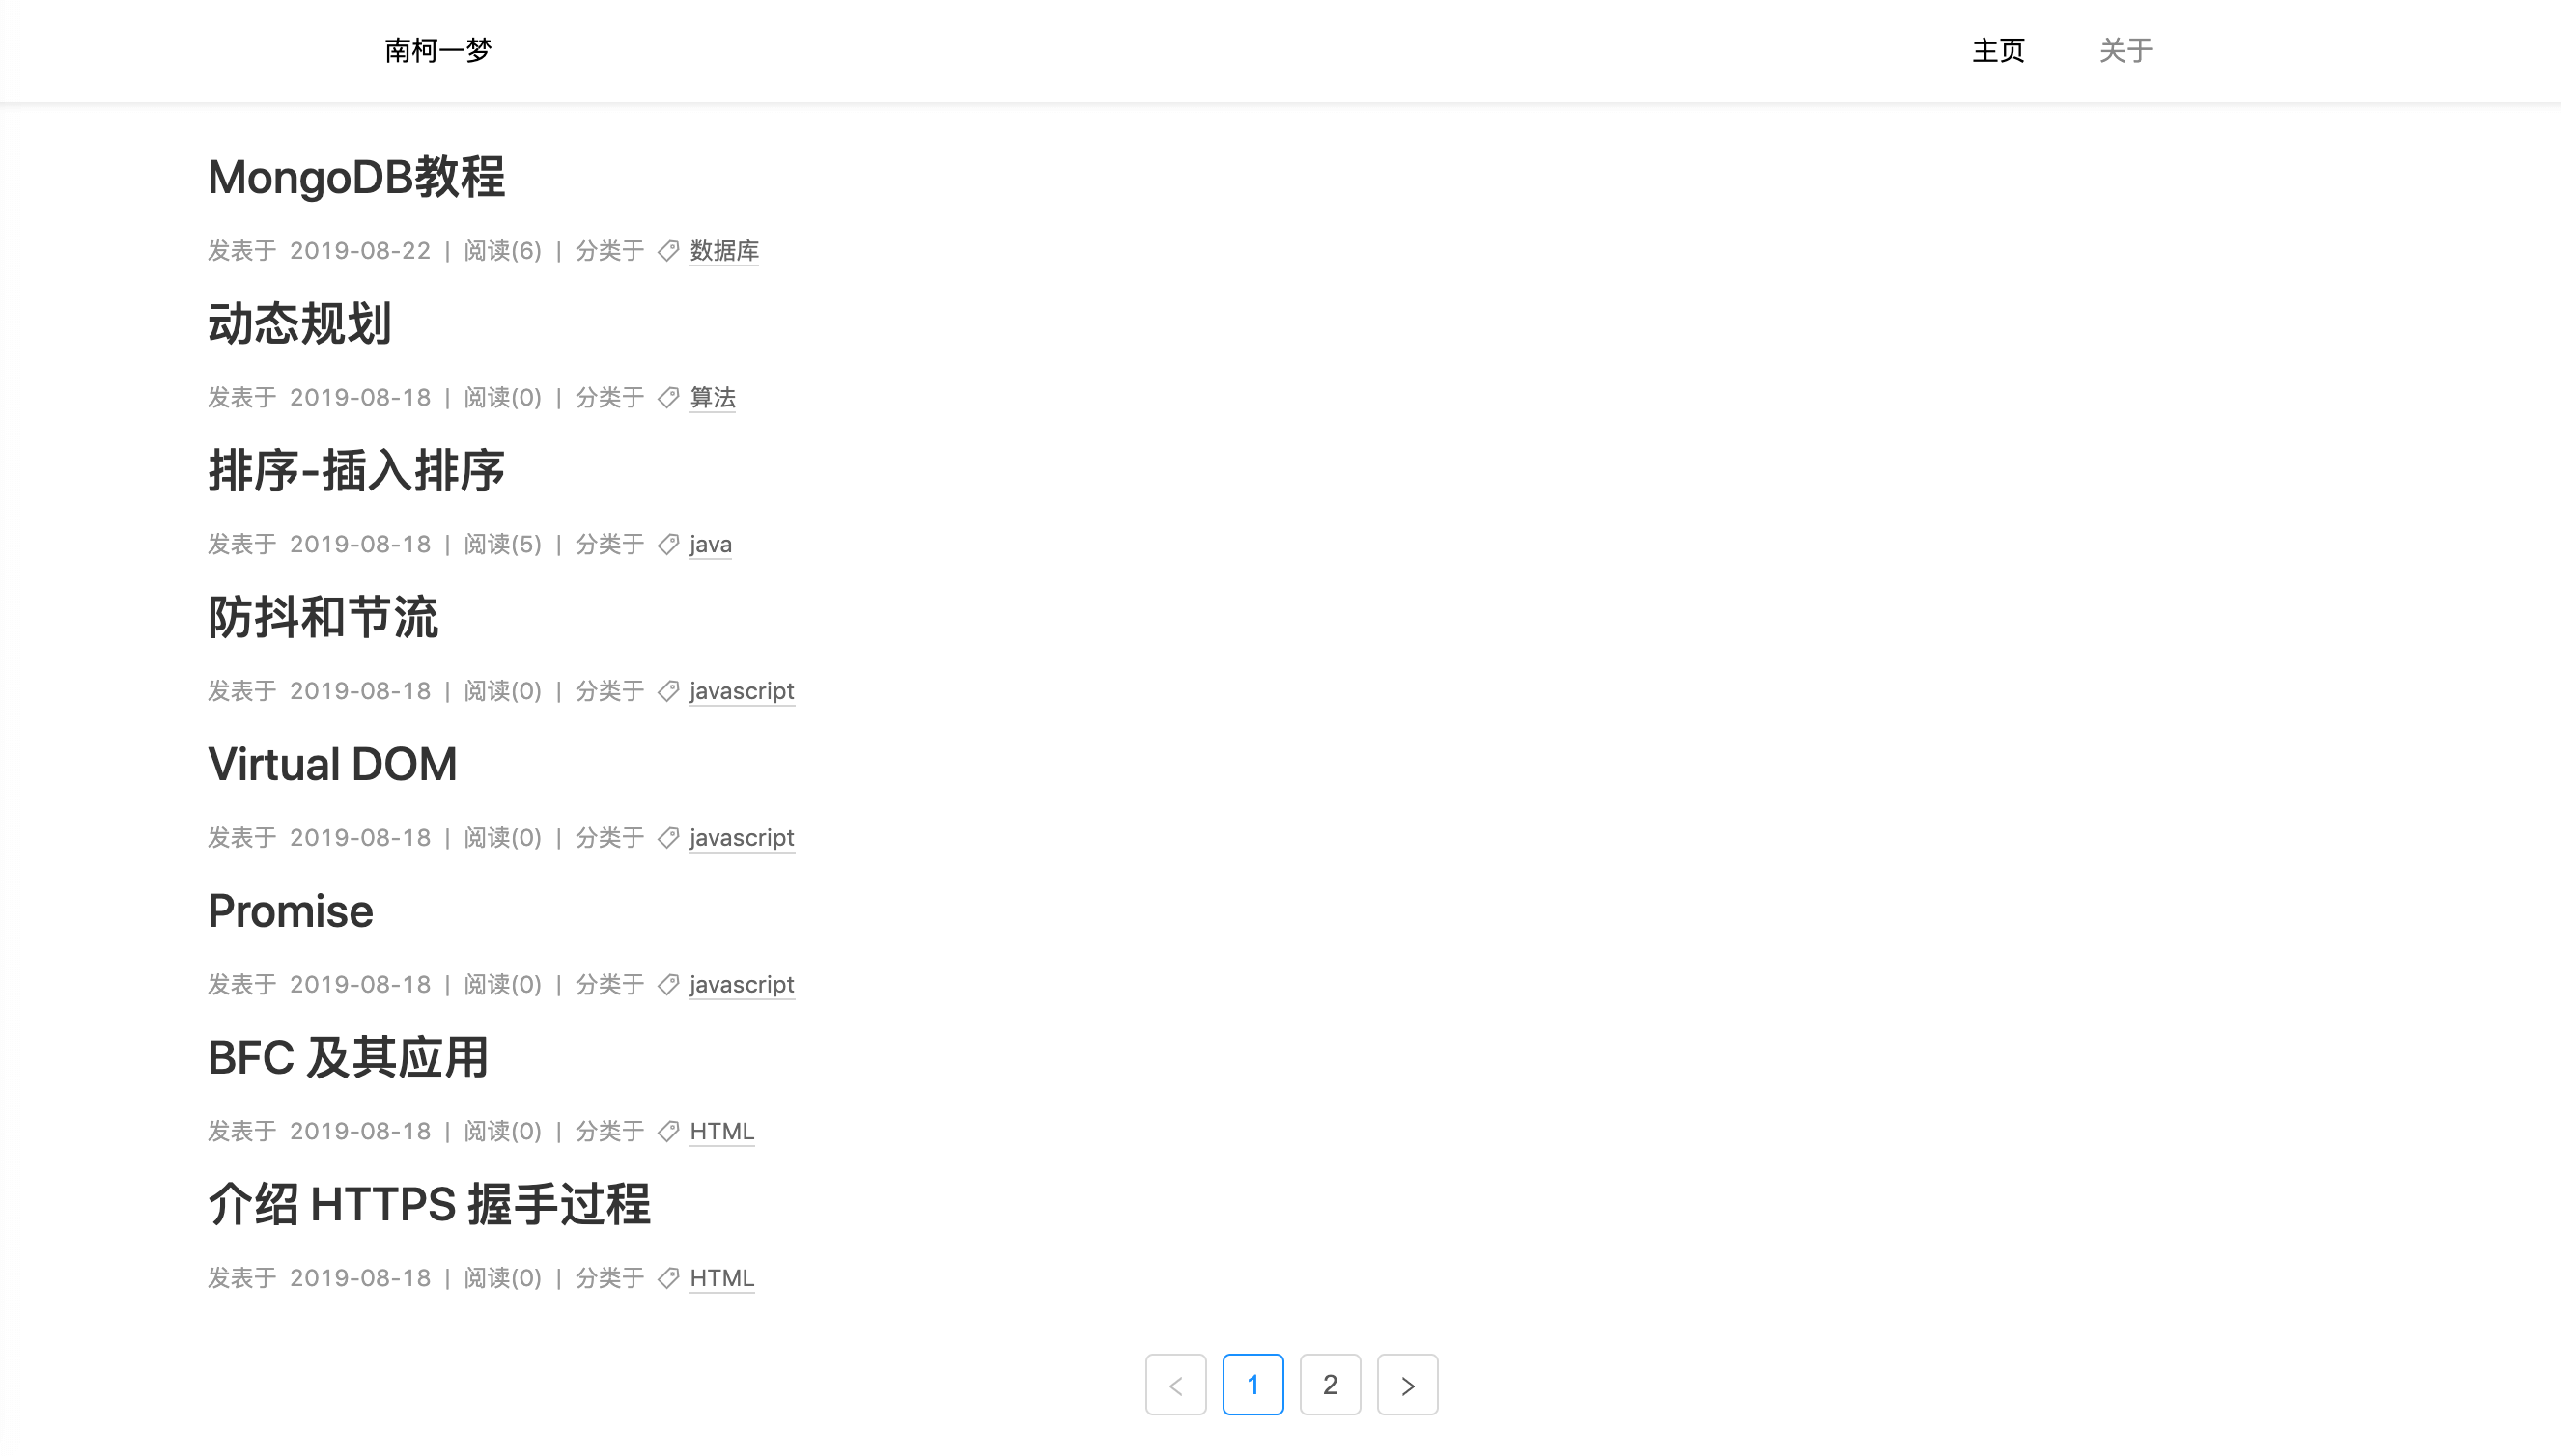 南柯一梦 主页 关于
MongoDB教程
发表于 2019-08-22 | 阅读(6) | 分类于 数据库
动态规划
发表于 2019-08-18 | 阅读(0) | 分类于 算法
排序-插入排序
发表于 2019-08-18 | 阅读(5) | 分类于 java
防抖和节流
发表于 2019-08-18 | 阅读(0) | 分类于 javascript
Virtual DOM
发表于 2019-08-18 | 阅读(0) | 分类于 javascript
Promise
发表于 2019-08-18 | 阅读(0) | 分类于 javascript
BFC 及其应用
发表于 2019-08-18 | 阅读(0) | 分类于 HTML
介绍 HTTPS 握手过程
发表于 2019-08-18 | 阅读(0) | 分类于 HTML
< 1 2 >